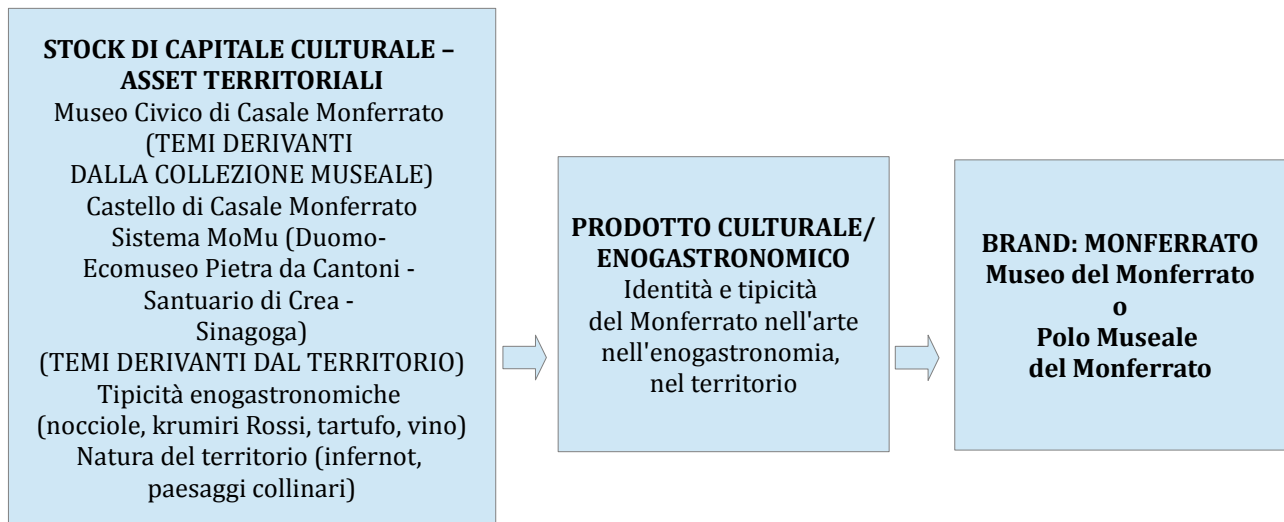 STOCK DI CAPITALE CULTURALE –
ASSET TERRITORIALI
Museo Civico di Casale Monferrato
(TEMI DERIVANTI
DALLA COLLEZIONE MUSEALE)
Castello di Casale Monferrato
Sistema MoMu (Duomo-
Ecomuseo Pietra da Cantoni -
Santuario di Crea -
Sinagoga)
(TEMI DERIVANTI DAL TERRITORIO)
Tipicità enogastronomiche
(nocciole, krumiri Rossi, tartufo, vino)
Natura del territorio (infernot,
paesaggi collinari)
PRODOTTO CULTURALE/
ENOGASTRONOMICO
Identità e tipicità
del Monferrato nell'arte
nell'enogastronomia,
nel territorio
BRAND: MONFERRATO
Museo del Monferrato
o
Polo Museale
del Monferrato